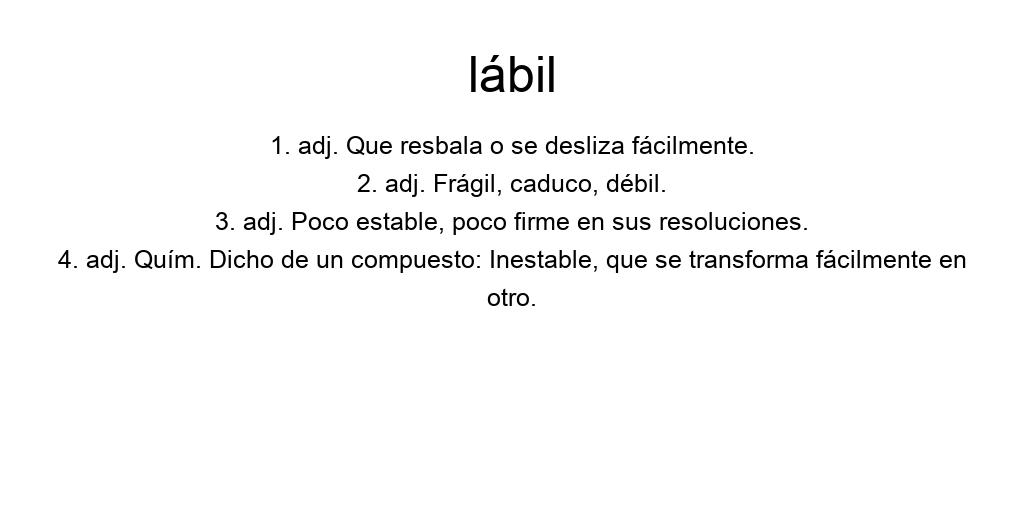 lábil
1. adj. Que resbala o se desliza fácilmente.
2. adj. Frágil, caduco, débil.
3. adj. Poco estable, poco firme en sus resoluciones.
4. adj. Quím. Dicho de un compuesto: Inestable, que se transforma fácilmente en
otro.